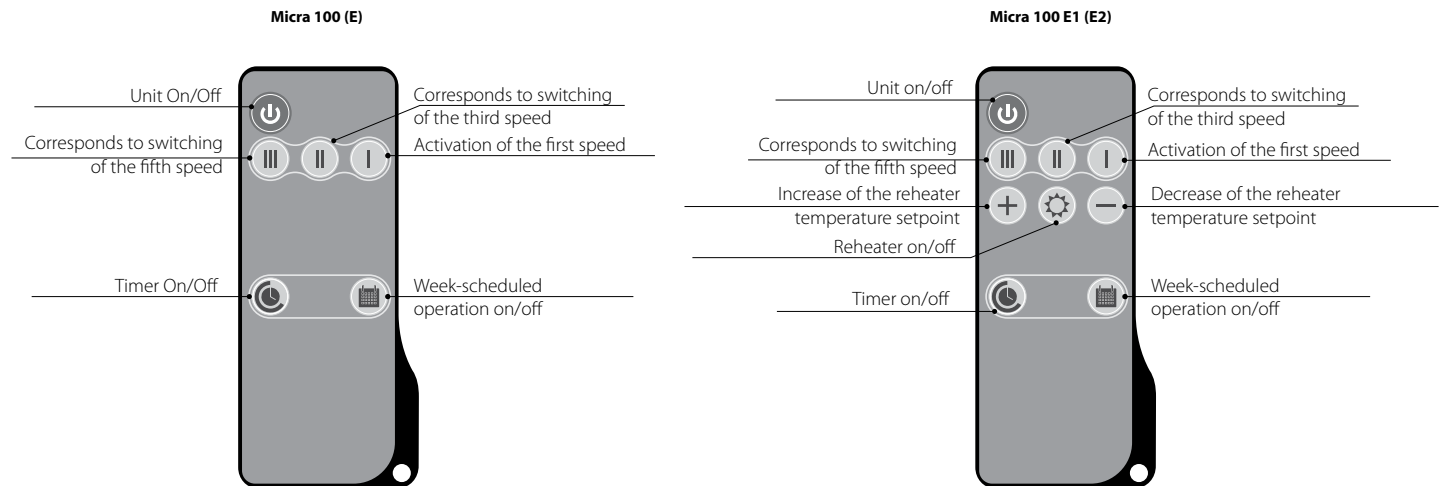 Micra 100 (E)
Unit On/Off
Corresponds to switching
of the third speed
Corresponds to switching
of the fifth speed
Activation of the first speed
III
II
I
Timer On/Off
Week-scheduled
operation on/off
Micra 100 E1 (E2)
Unit on/off
Corresponds to switching
of the third speed
Corresponds to switching
of the fifth speed
Activation of the first speed
III
II
I
Increase of the reheater
temperature setpoint
Decrease of the reheater
temperature setpoint
Reheater on/off
Timer on/off
Week-scheduled
operation on/off